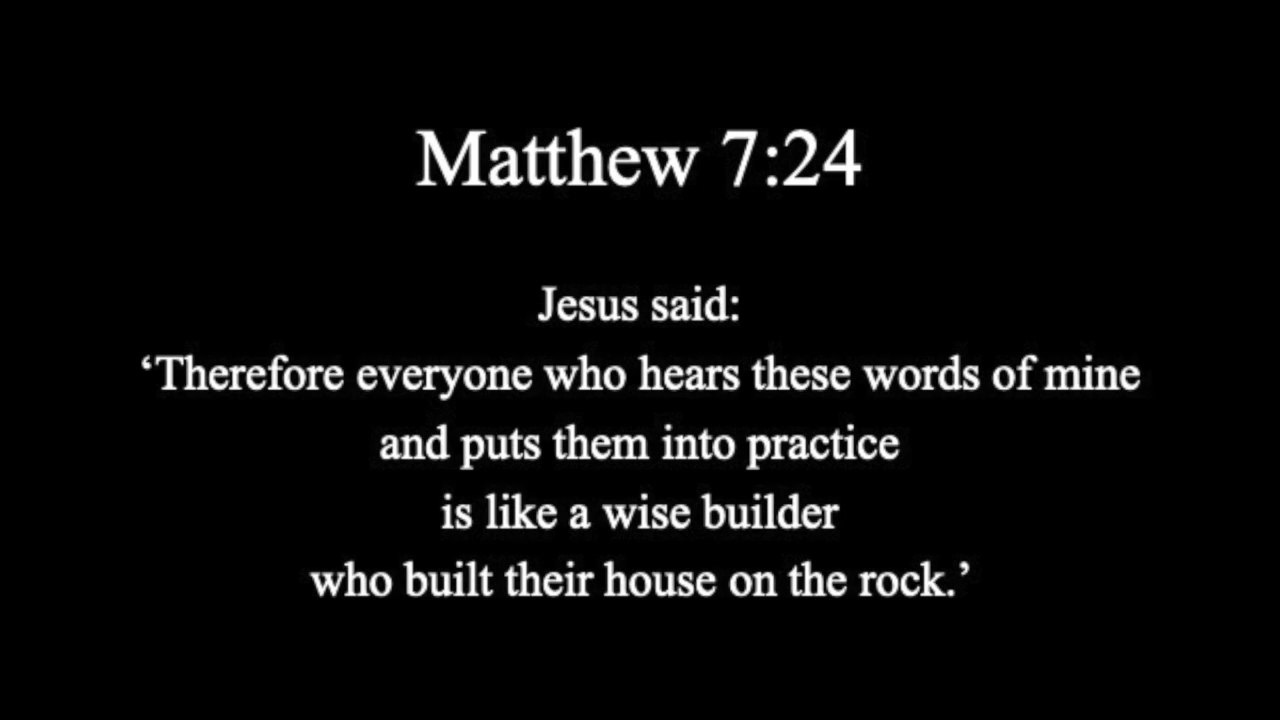 Matthew 7:24
Jesus said:
‘Therefore everyone who hears these words of mine
and puts them into practice
is like a wise builder
who built their house on the rock.’